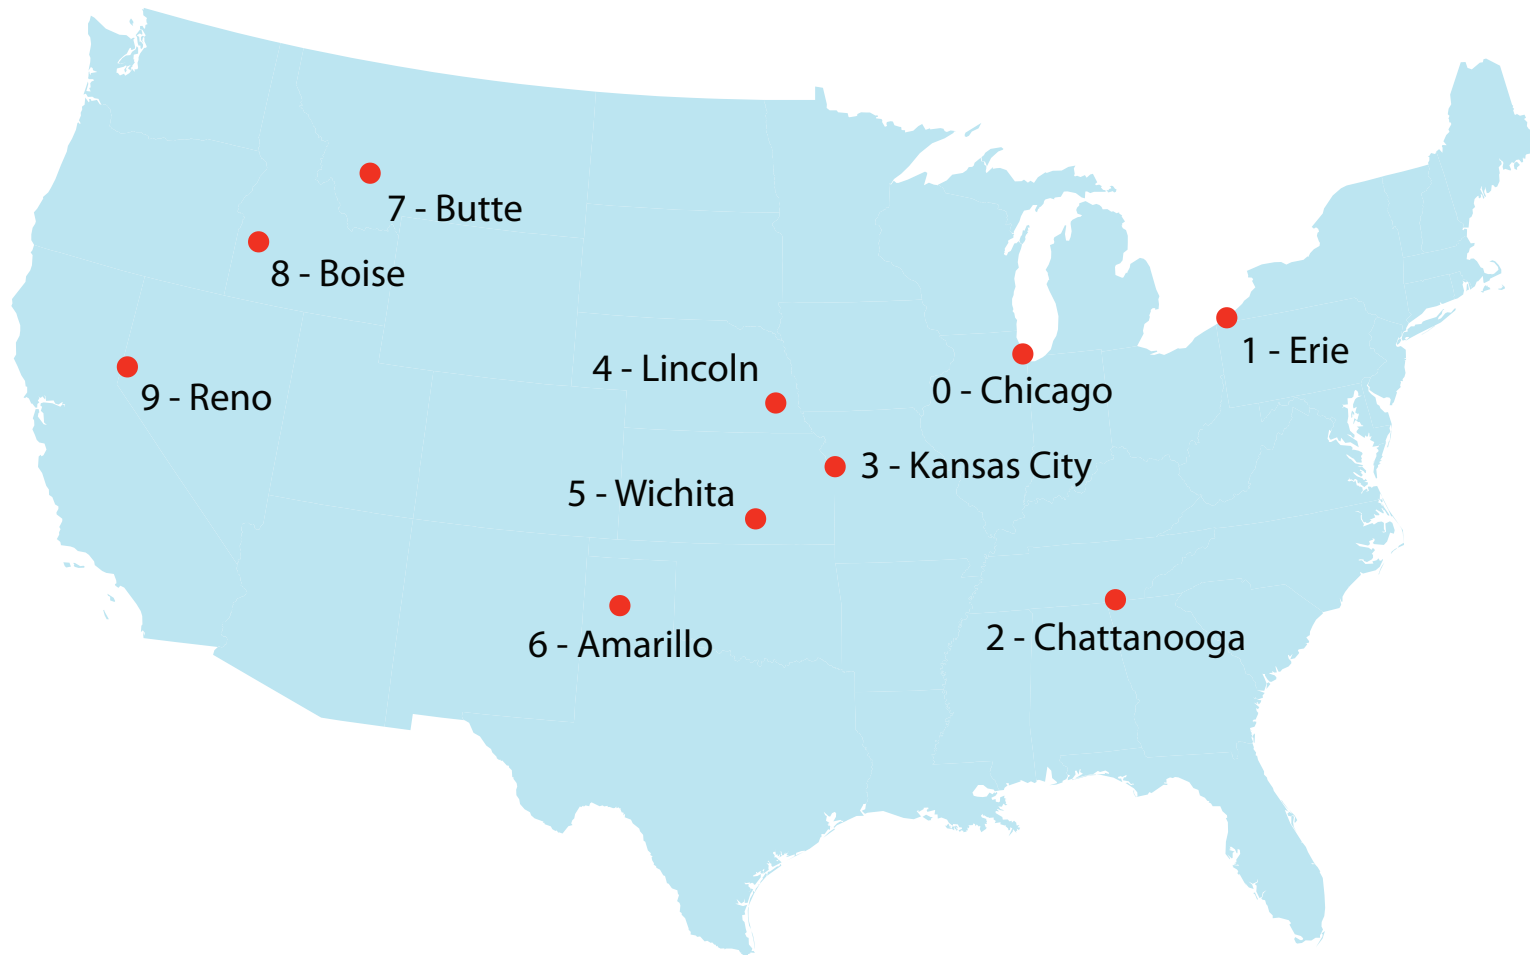 7 - Butte
8 - Boise
1 - Erie
4 - Lincoln
0 - Chicago
9 - Reno
3 - Kansas City
5 - Wichita
6 - Amarillo
2 - Chattanooga